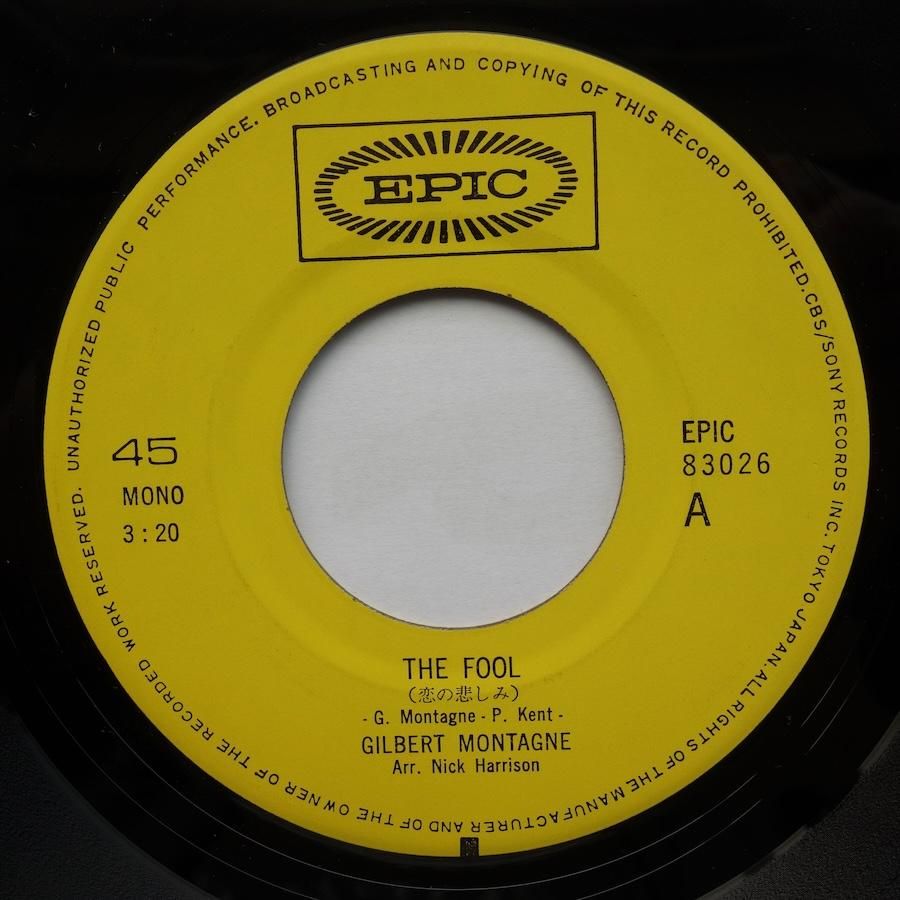 UNAUTHORIZED PUBLIC PERFORMANCE. BROADCASTING AND COPYING OF THIS RECORD PROHIBITED. CBS/SONY RECORDS INC. TOKYO JAPAN. ALL RIGHTS OF THE MANUFACTURER AND OF THE OWNER OF THE RECORDED WORK RESERVED.
EPIC
45
MONO
3:20
EPIC
83026
A
THE FOOL
(恋の悲しみ)
- G. Montagne - P. Kent -
GILBERT MONTAGNE
Arr. Nick Harrison